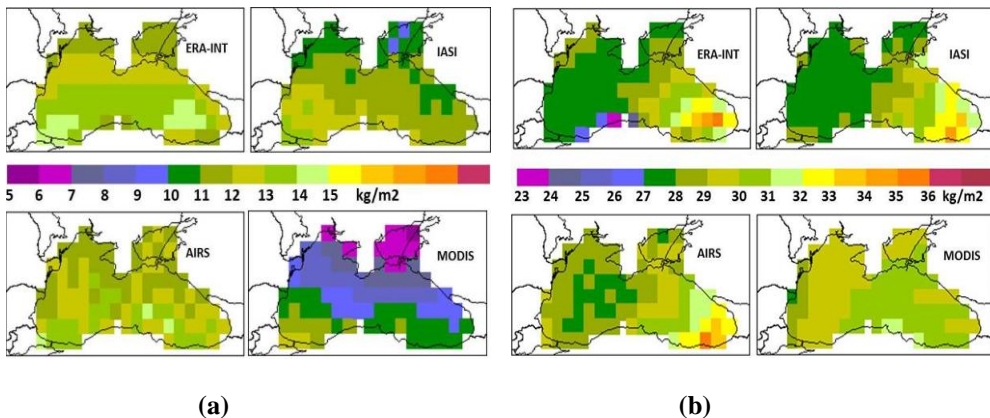 ERA-INT IASI ERA-INT IASI
5 6 7 8 9 10 11 12 13 14 15 kg/m2
23 24 25 26 27 28 29 30 31 32 33 34 35 36 kg/m2
AIRS MODIS AIRS MODIS
(a) (b)